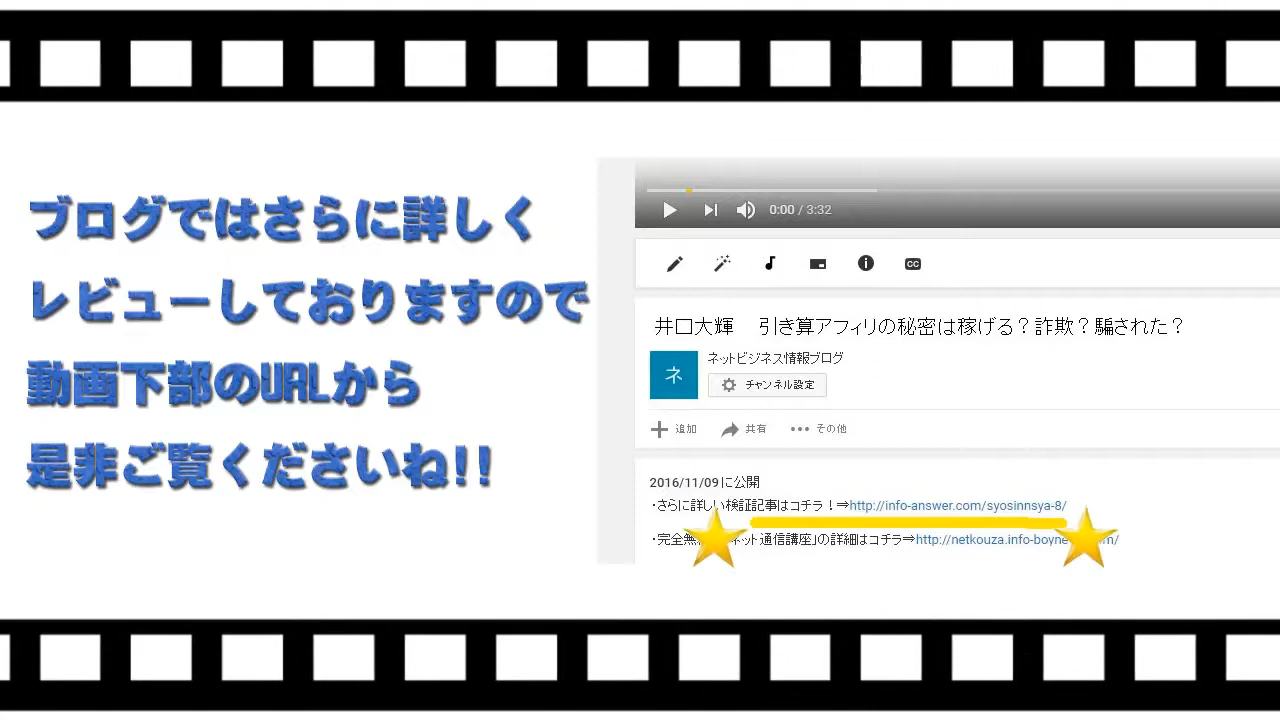 ブログではさらに詳しく
レビューしておりますので
動画下部のURLから
是非ご覧くださいね!!
0:00 / 3:32
CC
井口大輝　引き算アフィリの秘密は稼げる？詐欺？騙された？
ネ
ネットビジネス情報ブログ
チャンネル設定
追加 共有 その他
2016/11/09 に公開
・さらに詳しい検証記事はコチラ！⇒http://info-answer.com/syosinnsya-8/
・完全無 ネット通信講座」の詳細はコチラ⇒http://netkouza.info-boyne